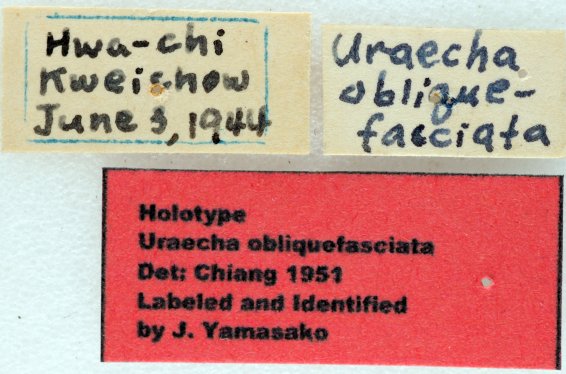 Hwa-chi
Kweichow
June 3, 1944
Uraecha
oblique-
fasciata
Holotype
Uraecha obliquefasciata
Det: Chiang 1951
Labeled and Identified
by J. Yamasako